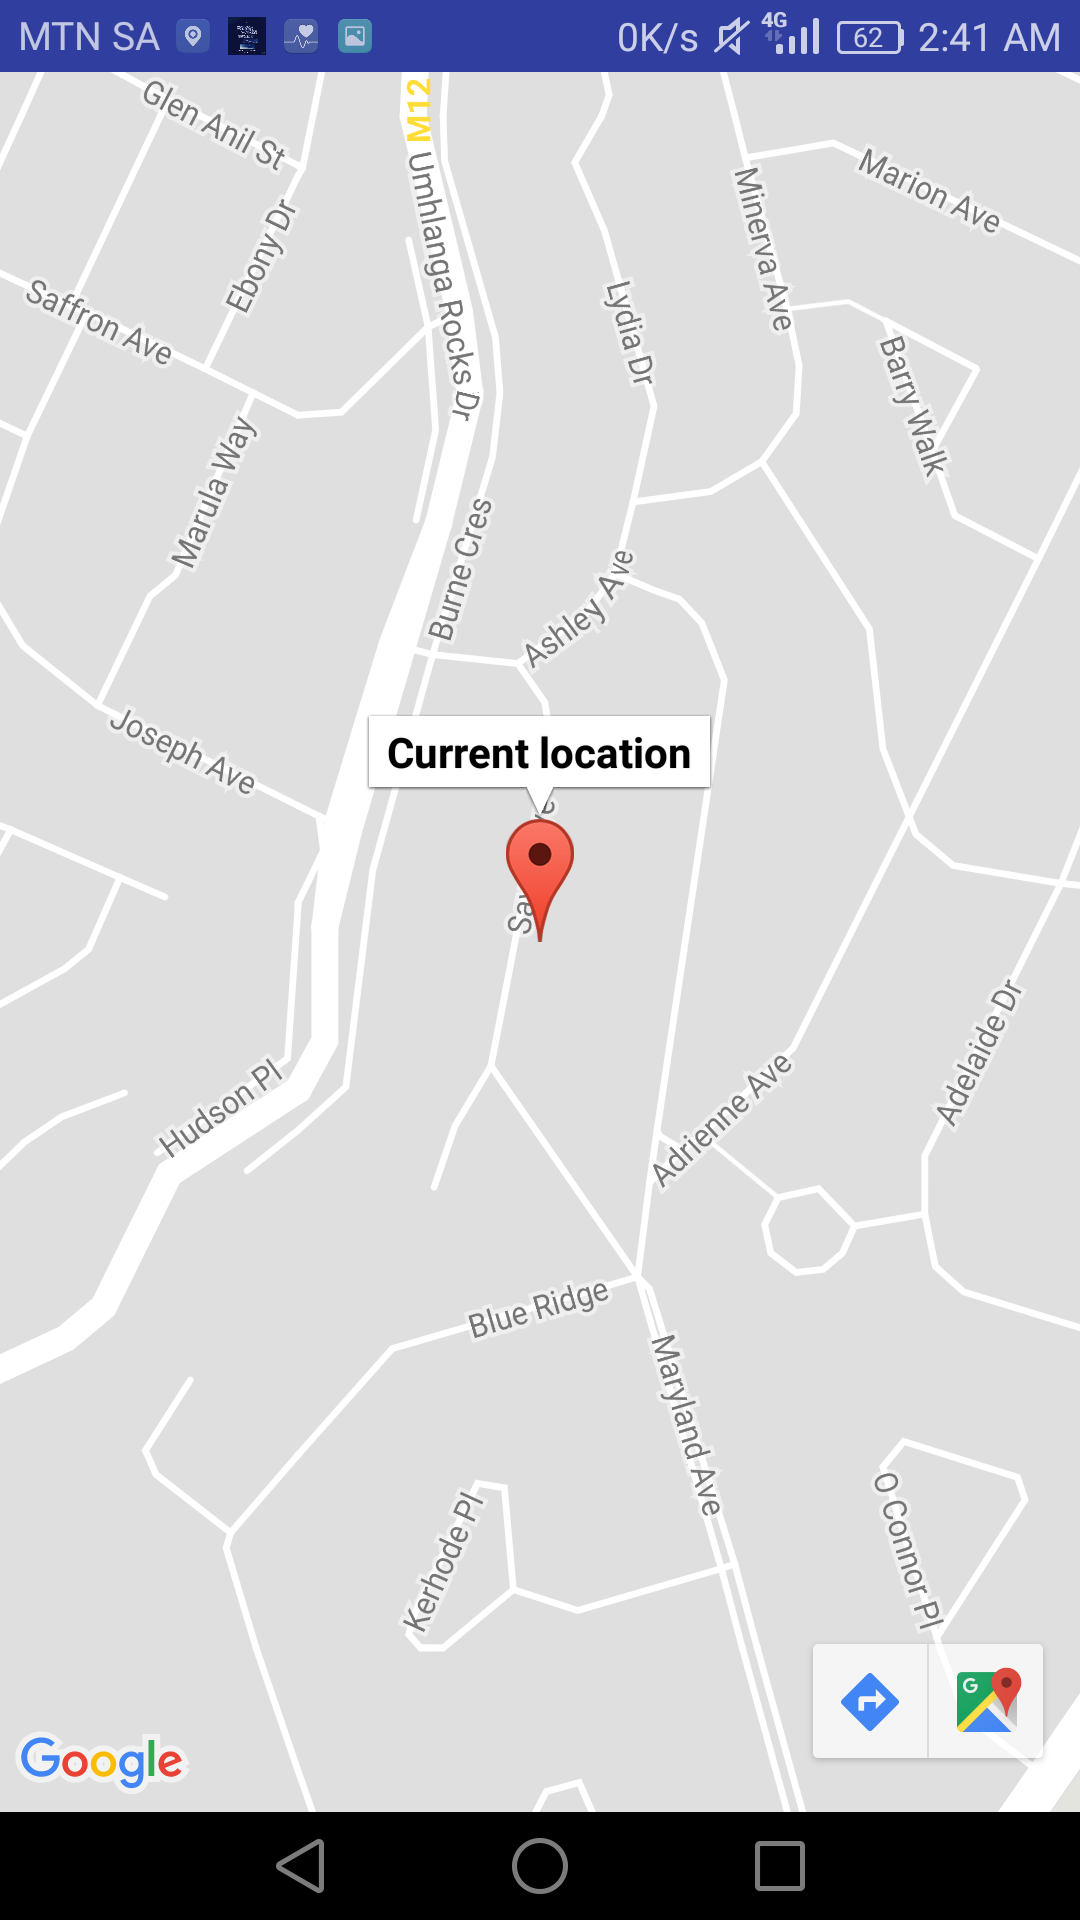 MTN SA 0K/s 4G 62 2:41 AM
Glen Anil St
M12
Umhlanga Rocks Dr
Ebony Dr
Saffron Ave
Marula Way
Lydia Dr
Minerva Ave
Marion Ave
Barry Walk
Burne Cres
Ashley Ave
Joseph Ave
Current location
Hudson Pl
Adrienne Ave
Adelaide Dr
Blue Ridge
Maryland Ave
Kerhode Pl
O Connor Pl
G
Google